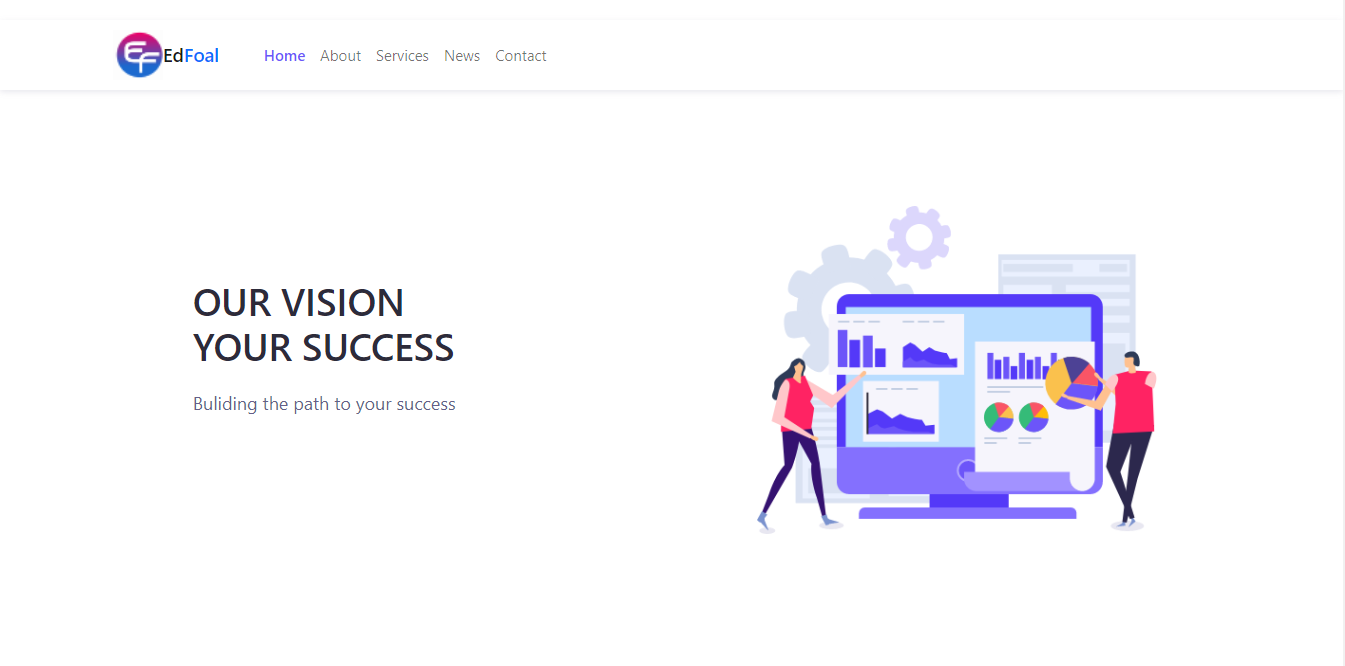 EF EdFoal Home About Services News Contact
OUR VISION
YOUR SUCCESS
Buliding the path to your success